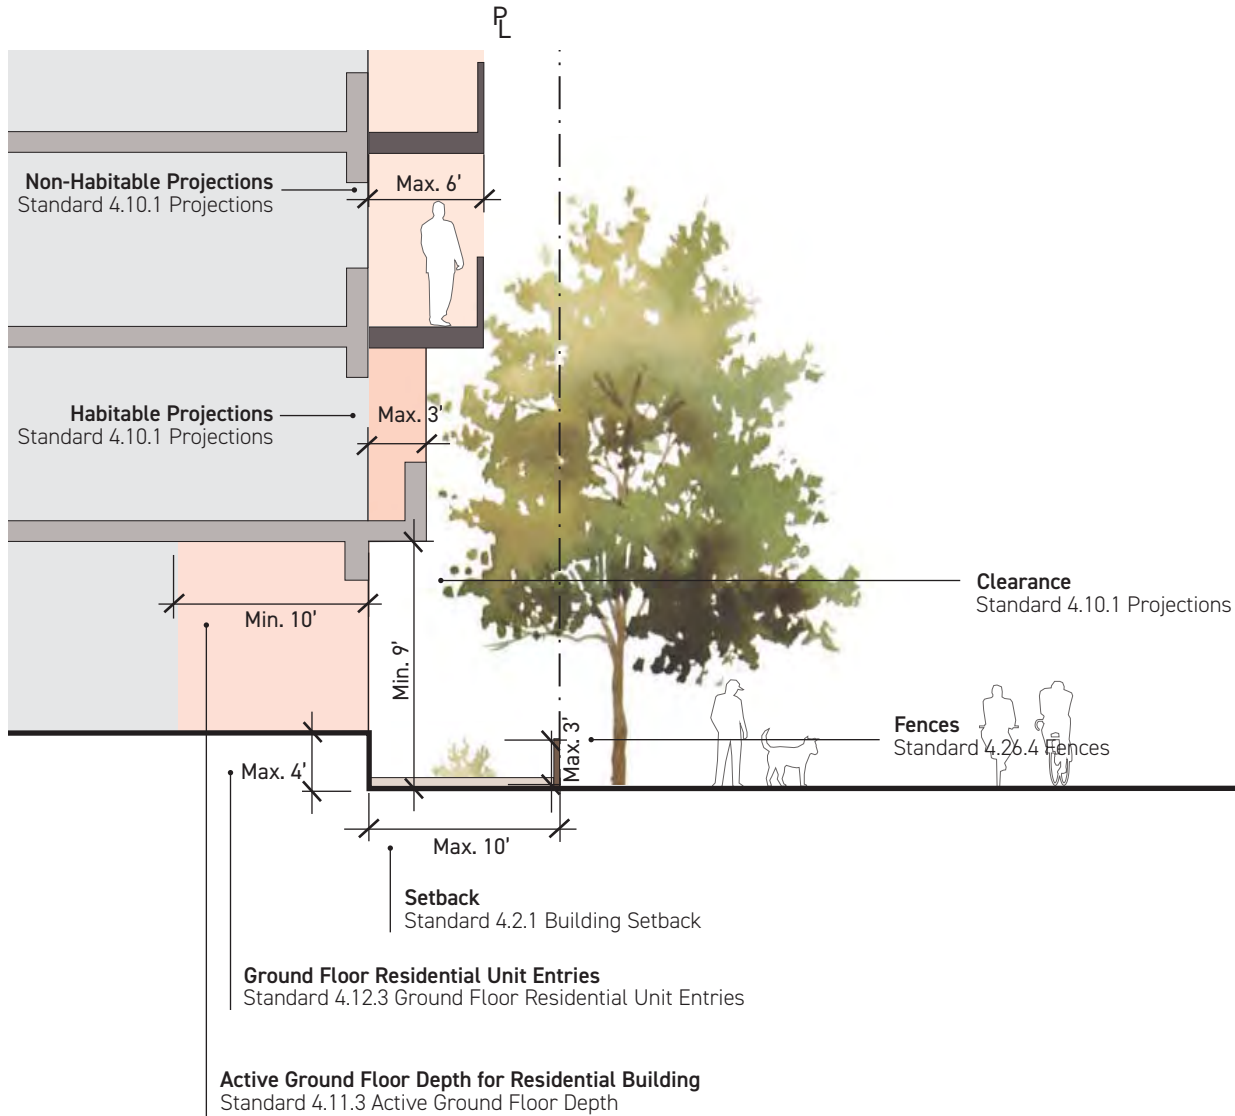 PL
Non-Habitable Projections
Standard 4.10.1 Projections
Max. 6'
Habitable Projections
Standard 4.10.1 Projections
Max. 3'
Clearance
Standard 4.10.1 Projections
Min. 10'
Min. 9'
Fences
Standard 4.26.4 Fences
Max. 3'
Max. 4'
Max. 10'
Setback
Standard 4.2.1 Building Setback
Ground Floor Residential Unit Entries
Standard 4.12.3 Ground Floor Residential Unit Entries
Active Ground Floor Depth for Residential Building
Standard 4.11.3 Active Ground Floor Depth